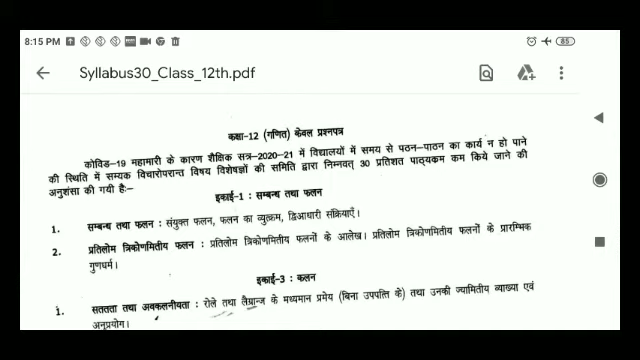 8:15 PM
85
Syllabus30_Class_12th.pdf
कक्षा-12 (गणित) केवल प्रश्नपत्र
कोविड-19 महामारी के कारण शैक्षिक सत्र-2020-21 में विद्यालयों में समय से पठन-पाठन का कार्य न हो पाने
की स्थिति में सम्यक विचारोपरान्त विषय विशेषज्ञों की समिति द्वारा निम्नवत् 30 प्रतिशत पाठ्यकम कम किये जाने की
अनुशंसा की गयी हैः-
इकाई-1 : सम्बन्ध तथा फलन
1. सम्बन्ध तथा फलन : संयुक्त फलन, फलन का व्युत्क्रम, द्विआधारी संक्रियाएँ।
2. प्रतिलोम त्रिकोणमितीय फलन : प्रतिलोम त्रिकोणमितीय फलनों के आलेख। प्रतिलोम त्रिकोणमितीय फलनों के प्रारम्भिक
गुणधर्म।
इकाई-3 : कलन
1. सततता तथा अवकलनीयता : रोले तथा लैग्रान्ज के मध्यमान प्रमेय (बिना उपपत्ति के) तथा उनकी ज्यामितीय व्याख्या एवं
अनुप्रयोग।